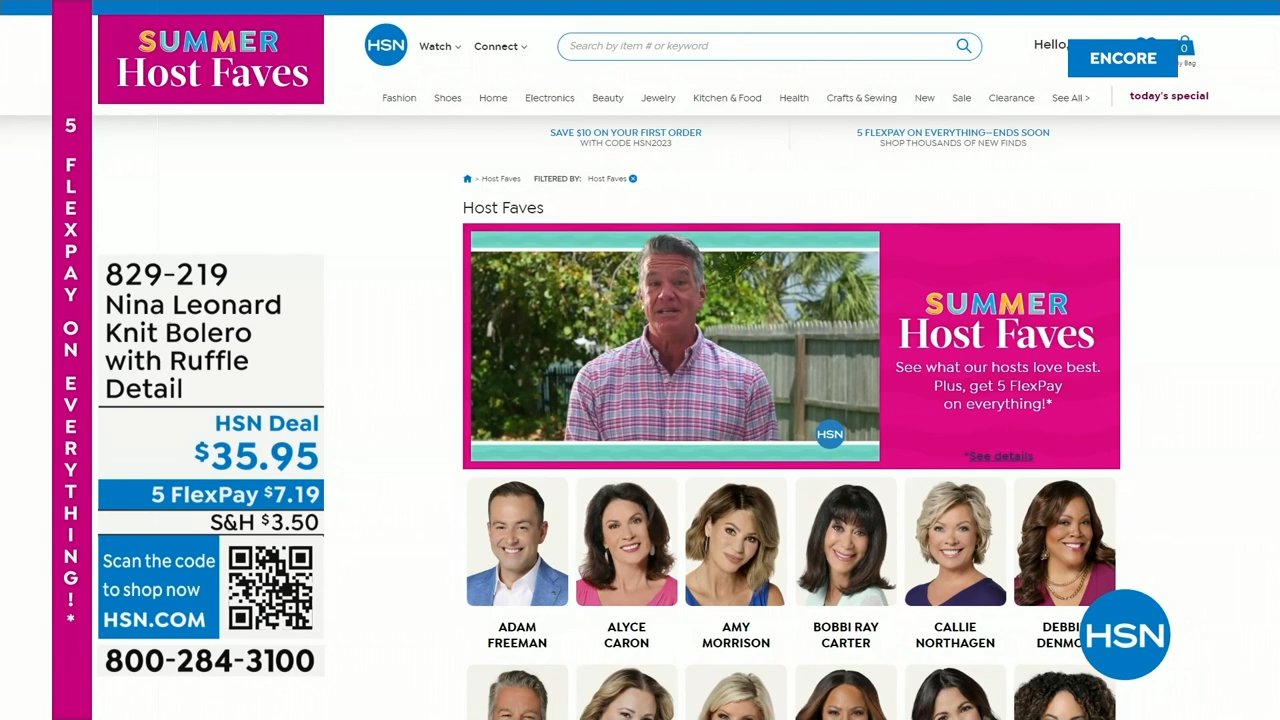 5 FLEXPAY ON EVERYTHING!*
SUMMER
Host Faves
829-219
Nina Leonard
Knit Bolero
with Ruffle
Detail
HSN Deal
$35.95
5 FlexPay $7.19
S&H $3.50
Scan the code
to shop now
HSN.COM
800-284-3100
HSN
Watch
Connect
Search by item # or keyword
Hello,
ENCORE
0
Bag
Fashion
Shoes
Home
Electronics
Beauty
Jewelry
Kitchen & Food
Health
Crafts & Sewing
New
Sale
Clearance
See All >
today's special
SAVE $10 ON YOUR FIRST ORDER
WITH CODE HSN2023
5 FLEXPAY ON EVERYTHING—ENDS SOON
SHOP THOUSANDS OF NEW FINDS
> Host Faves
FILTERED BY: Host Faves
Host Faves
HSN
SUMMER
Host Faves
See what our hosts love best.
Plus, get 5 FlexPay
on everything!*
*See details
ADAM
FREEMAN
ALYCE
CARON
AMY
MORRISON
BOBBI RAY
CARTER
CALLIE
NORTHAGEN
HSN